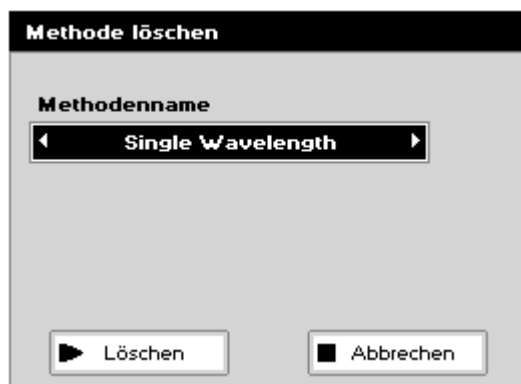 Methode löschen
Methodenname
Single Wavelength
Löschen
Abbrechen